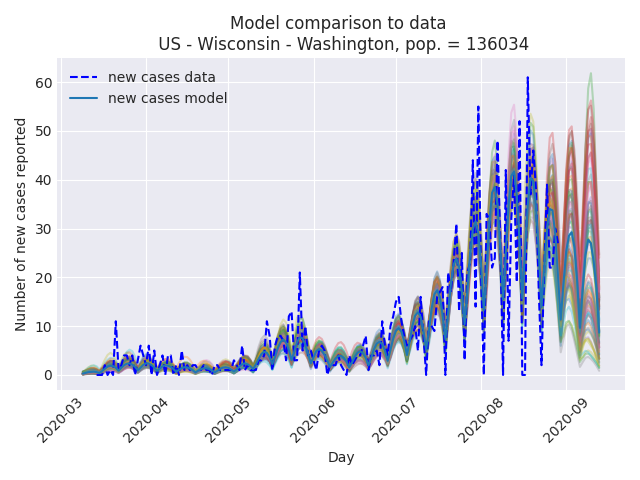 Model comparison to data
US - Wisconsin - Washington, pop. = 136034
new cases data
new cases model
Number of new cases reported
60
50
40
30
20
10
0
2020-03
2020-04
2020-05
2020-06
2020-07
2020-08
2020-09
Day